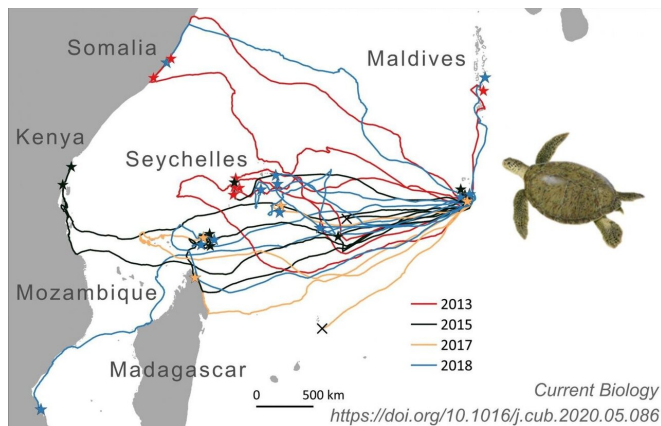 Somalia
Maldives
Kenya
Seychelles
Mozambique
Madagascar
2013
2015
2017
2018
0 500 km
Current Biology
https://doi.org/10.1016/j.cub.2020.05.086